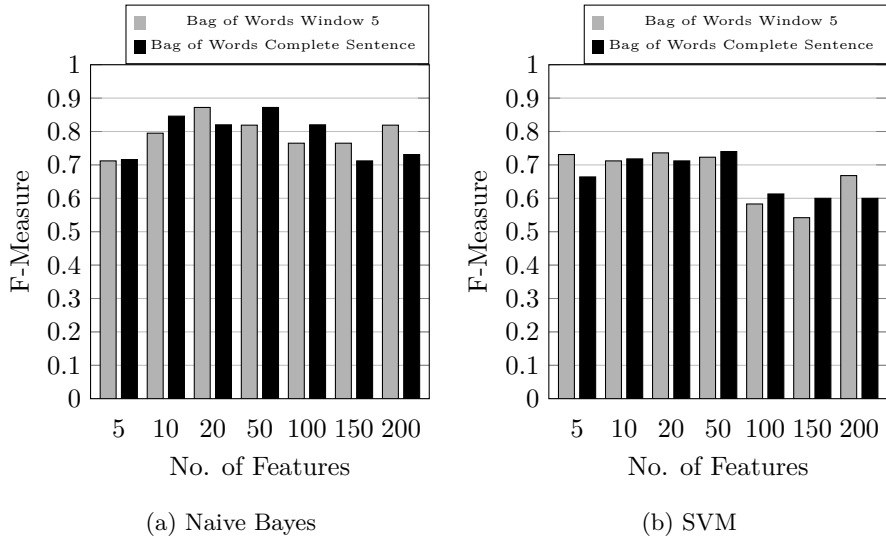 Bag of Words Window 5
Bag of Words Complete Sentence
1
0.9
0.8
0.7
0.6
0.5
0.4
0.3
0.2
0.1
0
F-Measure
5 10 20 50 100 150 200
No. of Features
(a) Naive Bayes
Bag of Words Window 5
Bag of Words Complete Sentence
1
0.9
0.8
0.7
0.6
0.5
0.4
0.3
0.2
0.1
0
F-Measure
5 10 20 50 100 150 200
No. of Features
(b) SVM